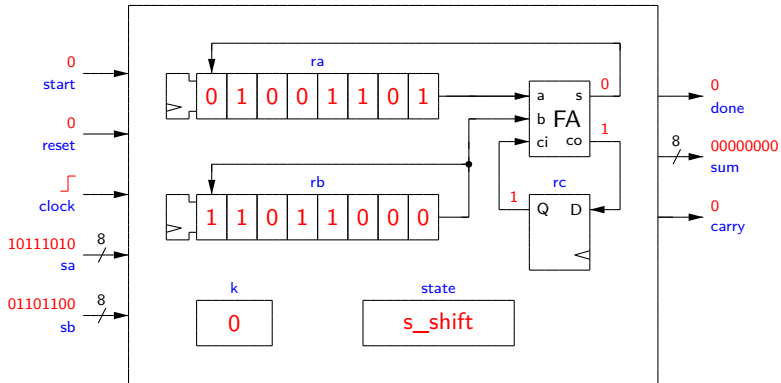 0
start
0
reset
clock
10111010 8
sa
01101100 8
sb
ra
0 1 0 0 1 1 0 1
rb
1 1 0 1 1 0 0 0
a s 0
b FA 1
ci co
rc
1 Q D
k
0
state
s_shift
0
done
8 00000000
sum
0
carry